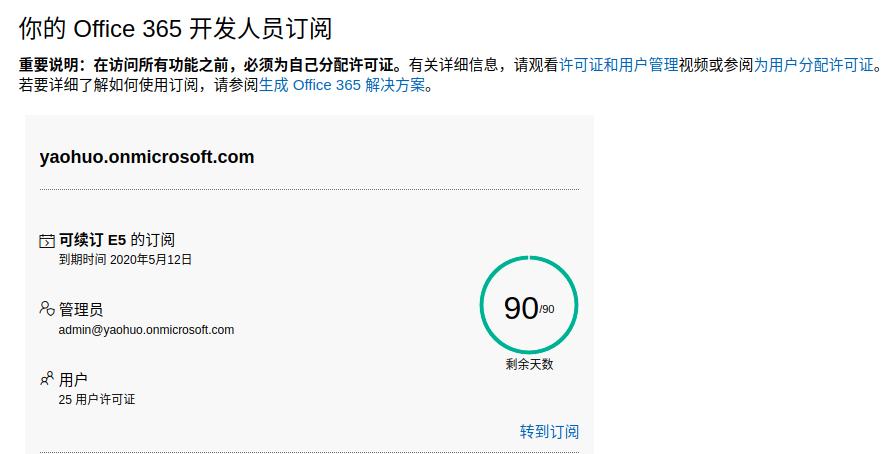 你的 Office 365 开发人员订阅
重要说明：在访问所有功能之前，必须为自己分配许可证。有关详细信息，请观看许可证和用户管理视频或参阅为用户分配许可证。
若要详细了解如何使用订阅，请参阅生成 Office 365 解决方案。
yaohuo.onmicrosoft.com
可续订 E5 的订阅
到期时间 2020年5月12日
管理员
admin@yaohuo.onmicrosoft.com
90/90
剩余天数
用户
25 用户许可证
转到订阅